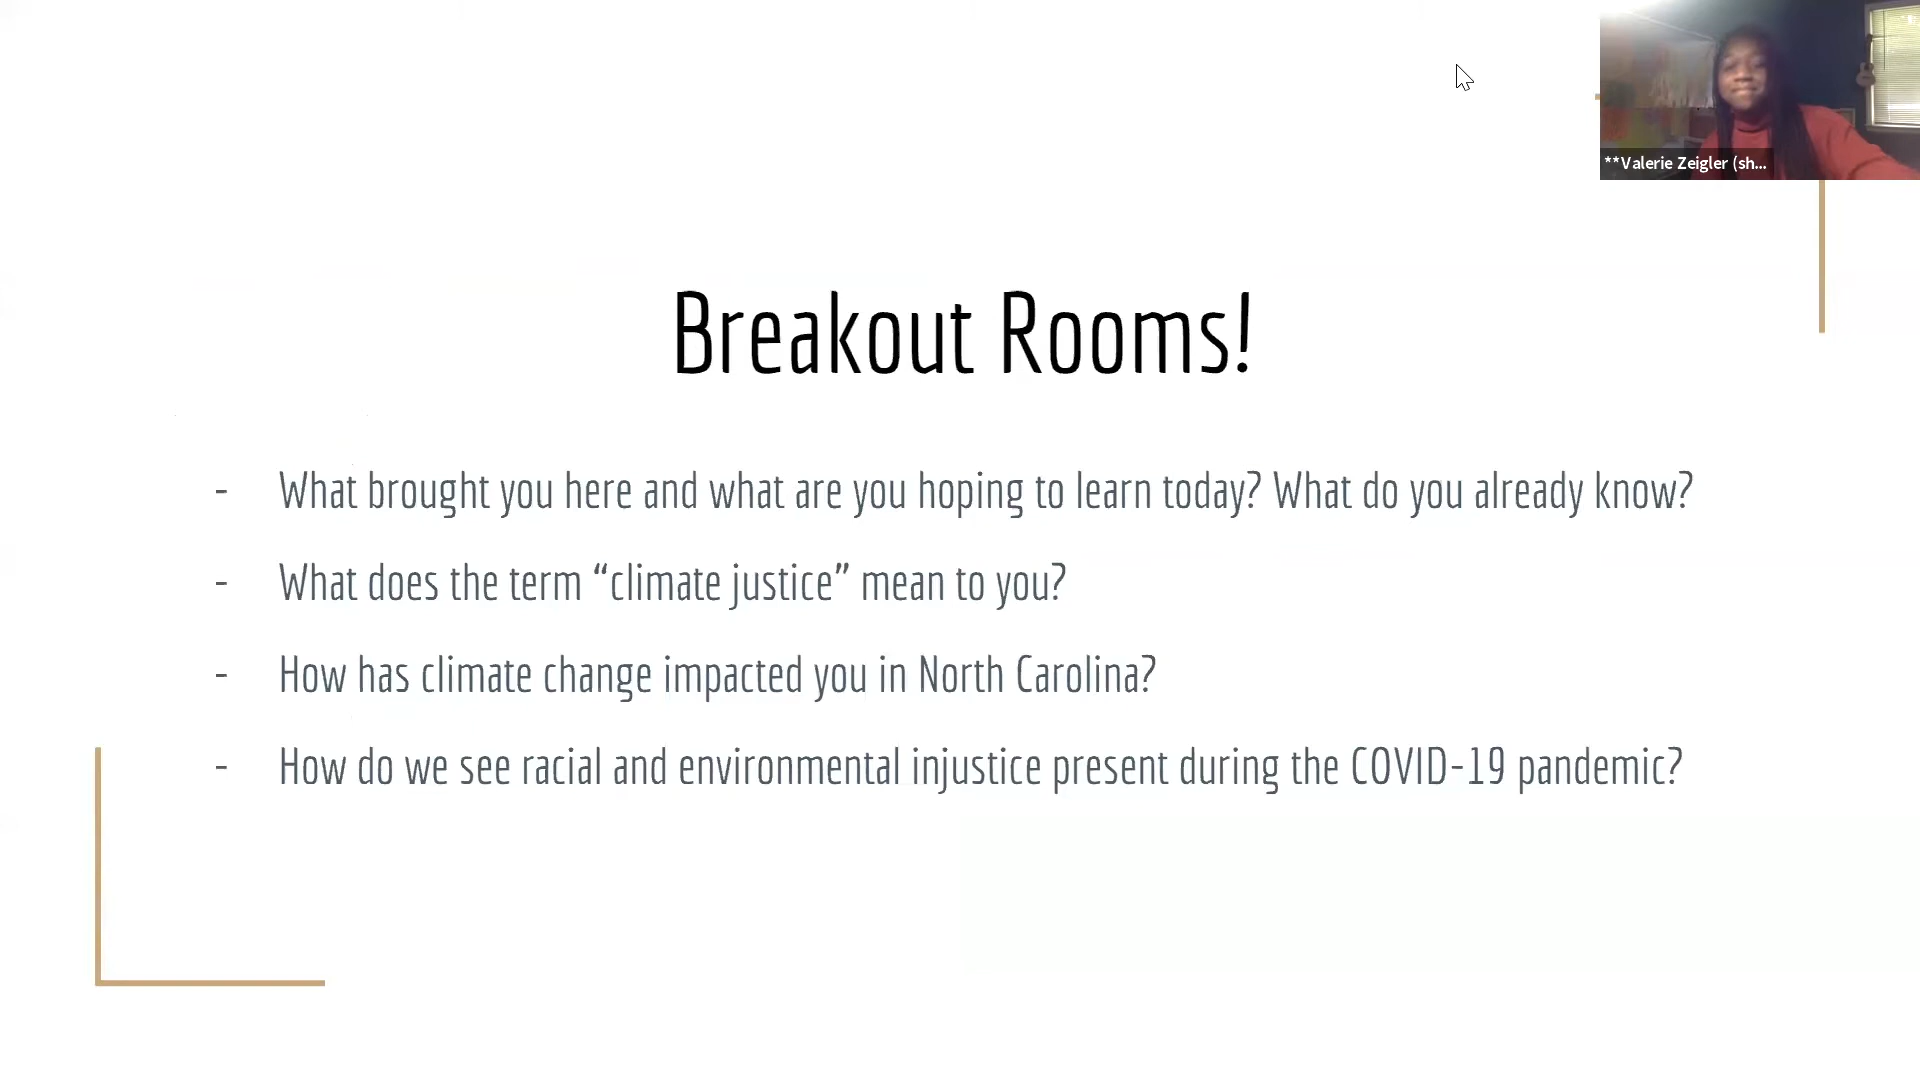 **Valerie Zeigler (sh...
Breakout Rooms!
- What brought you here and what are you hoping to learn today? What do you already know?
- What does the term “climate justice” mean to you?
- How has climate change impacted you in North Carolina?
- How do we see racial and environmental injustice present during the COVID-19 pandemic?